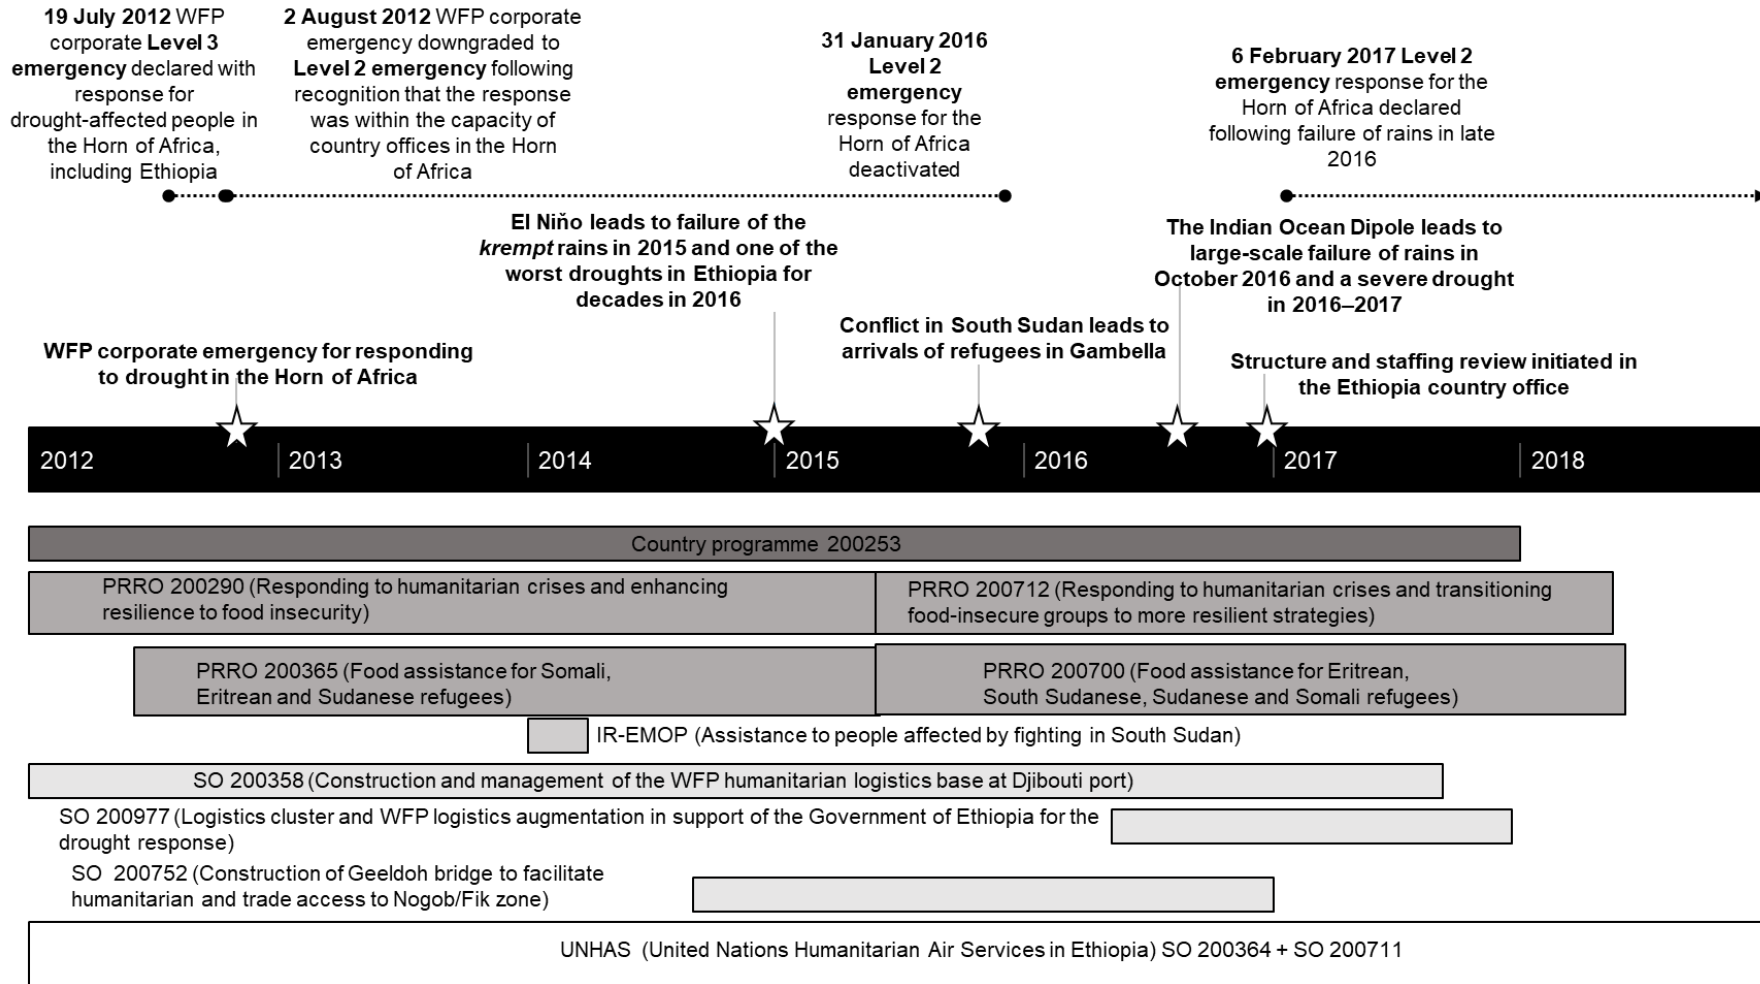 19 July 2012 WFP
corporate Level 3
emergency declared with
response for
drought-affected people in
the Horn of Africa,
including Ethiopia
2 August 2012 WFP corporate
emergency downgraded to
Level 2 emergency following
recognition that the response
was within the capacity of
country offices in the Horn
of Africa
31 January 2016
Level 2
emergency
response for the
Horn of Africa
deactivated
6 February 2017 Level 2
emergency response for the
Horn of Africa declared
following failure of rains in late
2016
El Niňo leads to failure of the
krempt rains in 2015 and one of the
worst droughts in Ethiopia for
decades in 2016
The Indian Ocean Dipole leads to
large-scale failure of rains in
October 2016 and a severe drought
in 2016–2017
Conflict in South Sudan leads to
arrivals of refugees in Gambella
WFP corporate emergency for responding
to drought in the Horn of Africa
Structure and staffing review initiated in
the Ethiopia country office
2012 2013 2014 2015 2016 2017 2018
Country programme 200253
PRRO 200290 (Responding to humanitarian crises and enhancing
resilience to food insecurity)
PRRO 200712 (Responding to humanitarian crises and transitioning
food-insecure groups to more resilient strategies)
PRRO 200365 (Food assistance for Somali,
Eritrean and Sudanese refugees)
PRRO 200700 (Food assistance for Eritrean,
South Sudanese, Sudanese and Somali refugees)
IR-EMOP (Assistance to people affected by fighting in South Sudan)
SO 200358 (Construction and management of the WFP humanitarian logistics base at Djibouti port)
SO 200977 (Logistics cluster and WFP logistics augmentation in support of the Government of Ethiopia for the
drought response)
SO 200752 (Construction of Geeldoh bridge to facilitate
humanitarian and trade access to Nogob/Fik zone)
UNHAS (United Nations Humanitarian Air Services in Ethiopia) SO 200364 + SO 200711